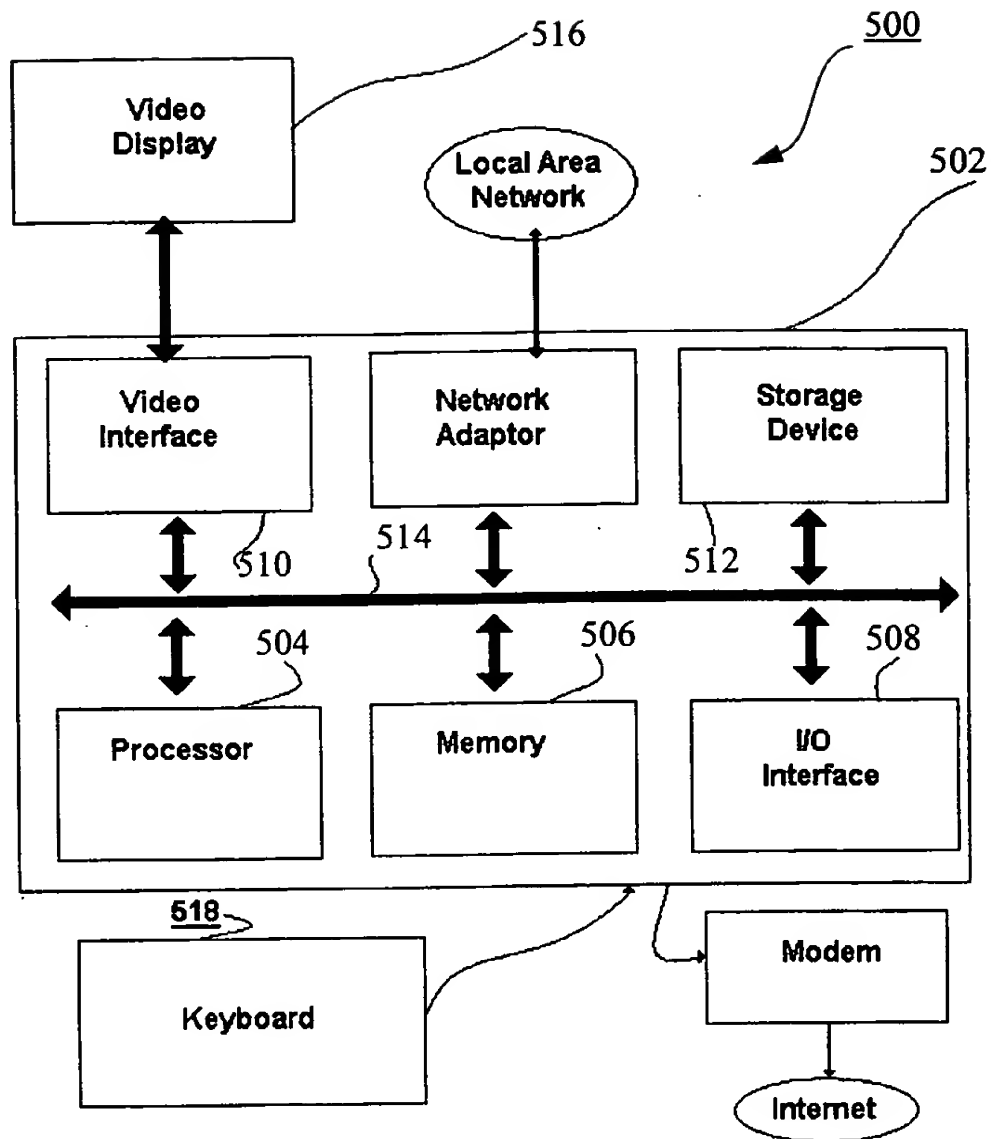 516
500
Video
Display
Local Area
Network
502
Video
Interface
Network
Adaptor
Storage
Device
510
514
512
504
506
508
Processor
Memory
I/O
Interface
518
Keyboard
Modem
Internet